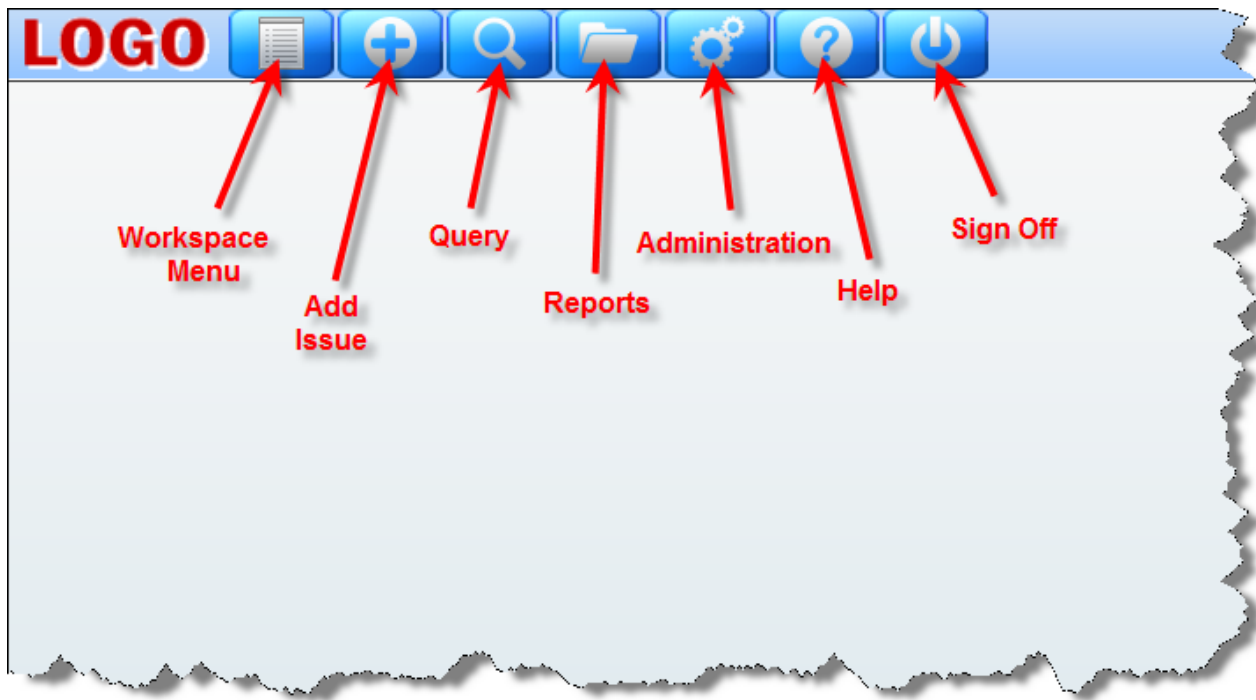 LOGO
Workspace
Menu
Add
Issue
Query
Reports
Administration
Help
Sign Off